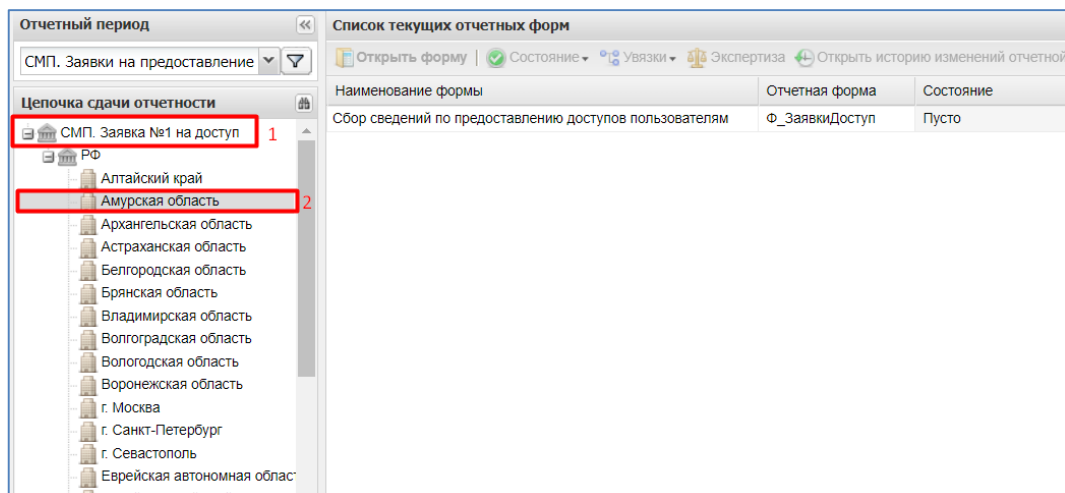 Отчетный период
СМП. Заявки на предоставление
Цепочка сдачи отчетности
СМП. Заявка №1 на доступ 1
РФ
Алтайский край
Амурская область 2
Архангельская область
Астраханская область
Белгородская область
Брянская область
Владимирская область
Волгоградская область
Вологодская область
Воронежская область
г. Москва
г. Санкт-Петербург
г. Севастополь
Еврейская автономная облас
Список текущих отчетных форм
Открыть форму Состояние Увязки Экспертиза Открыть историю изменений отчетной
Наименование формы Отчетная форма Состояние
Сбор сведений по предоставлению доступов пользователям Ф_ЗаявкиДоступ Пусто